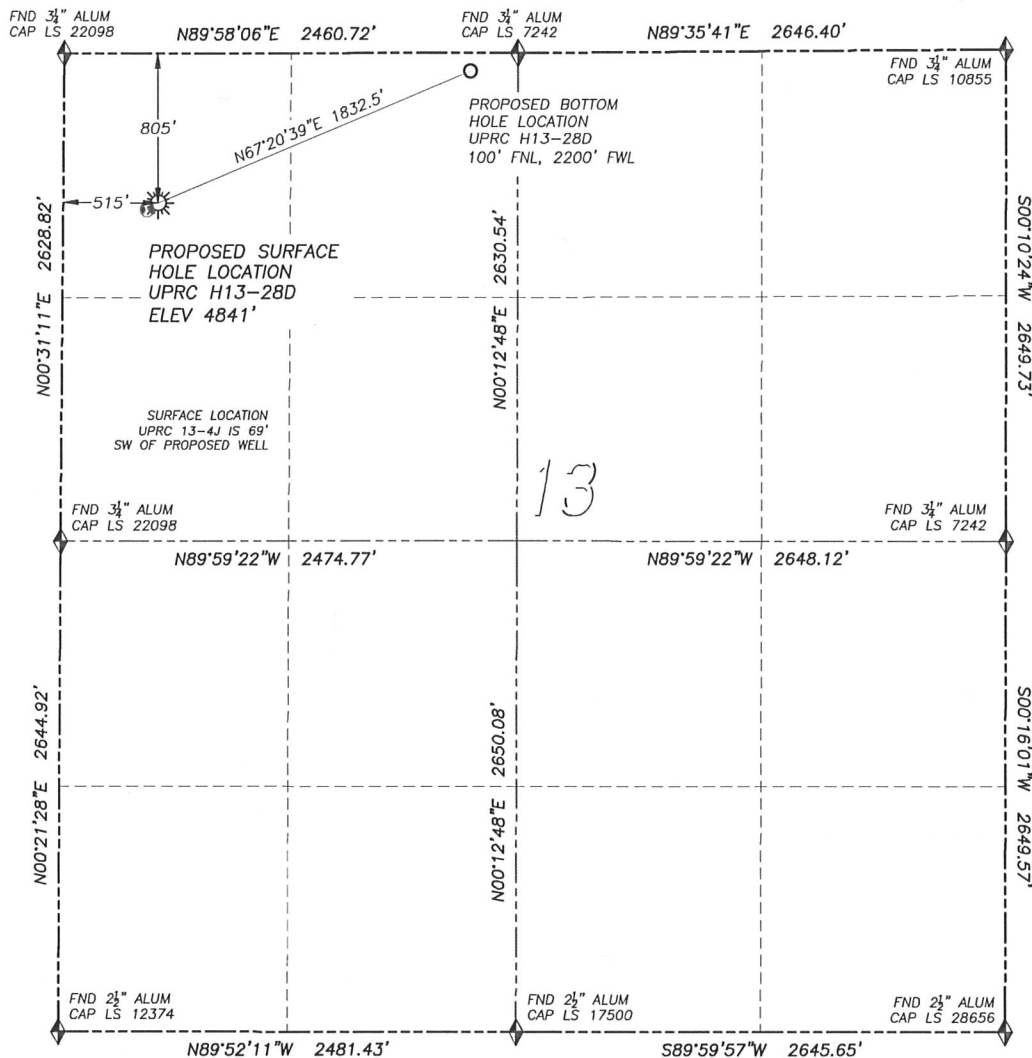 FND 3¼" ALUM
CAP LS 22098
N89°58'06"E 2460.72'
FND 3¼" ALUM
CAP LS 7242
N89°35'41"E 2646.40'
FND 3¼" ALUM
CAP LS 10855
805'
N67°20'39"E 1832.5'
PROPOSED BOTTOM
HOLE LOCATION
UPRC H13-28D
100' FNL, 2200' FWL
515'
PROPOSED SURFACE
HOLE LOCATION
UPRC H13-28D
ELEV 4841'
N00°31'11"E 2628.82'
N00°12'48"E 2630.54'
S00°10'24"W 2649.73'
SURFACE LOCATION
UPRC 13-4J IS 69'
SW OF PROPOSED WELL
13
FND 3¼" ALUM
CAP LS 22098
FND 3¼" ALUM
CAP LS 7242
N89°59'22"W 2474.77'
N89°59'22"W 2648.12'
N00°21'28"E 2644.92'
N00°12'48"E 2650.08'
S00°16'01"W 2649.57'
FND 2½" ALUM
CAP LS 12374
FND 2½" ALUM
CAP LS 17500
FND 2½" ALUM
CAP LS 28656
N89°52'11"W 2481.43'
S89°59'57"W 2645.65'